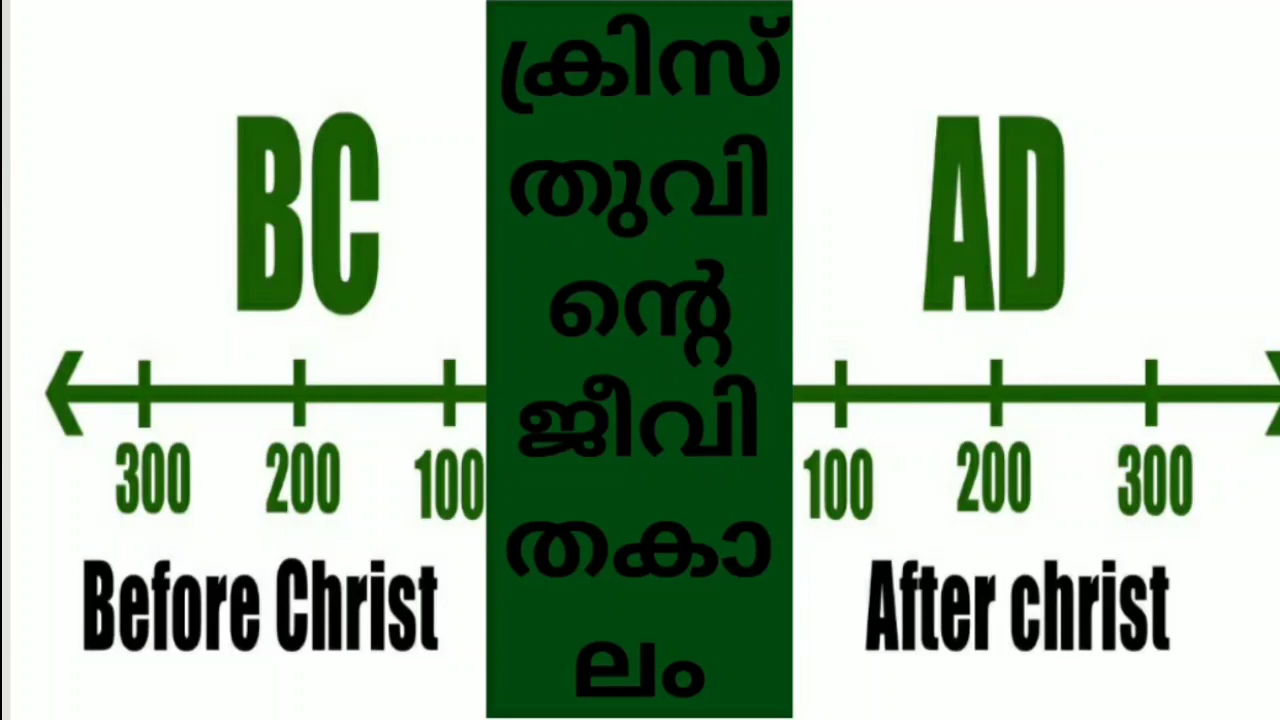 BC
300 200 100
Before Christ
ക്രിസ്
തുവി
ന്റെ
ജീവി
തകാ
ലം
AD
100 200 300
After christ